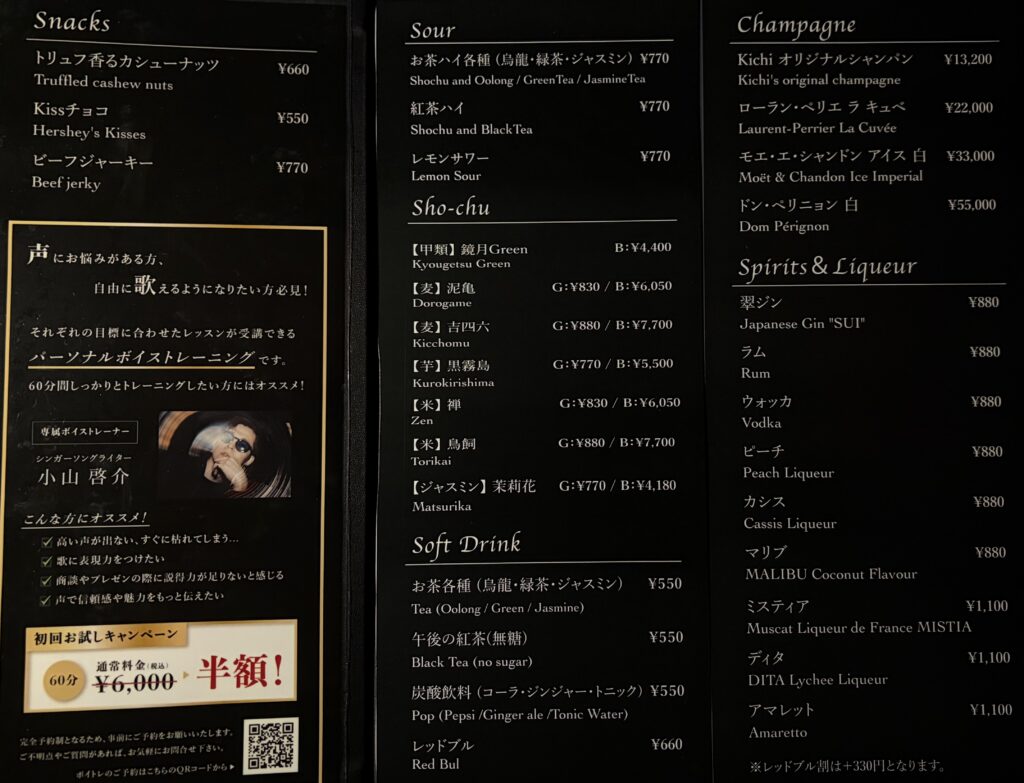 Snacks
トリュフ香るカシューナッツ ¥660
Truffled cashew nuts
Kissチョコ ¥550
Hershey's Kisses
ビーフジャーキー ¥770
Beef jerky
声にお悩みがある方、
自由に歌えるようになりたい方必見!
それぞれの目標に合わせたレッスンが受講できる
パーソナルボイストレーニングです。
60分間しっかりとトレーニングしたい方にはオススメ!
専属ボイストレーナー
シンガーソングライター
小山 啓介
こんな方にオススメ!
高い声が出ない、すぐに枯れてしまう…
歌に表現力をつけたい
商談やプレゼンの際に説得力が足りないと感じる
声で信頼感や魅力をもっと伝えたい
初回お試しキャンペーン
60分 通常料金(税込) ¥6,000 半額!
完全予約制となるため、事前にご予約をお願いいたします。
ご不明点やご質問があれば、お気軽にお問合せ下さい。
ボイトレのご予約はこちらのQRコードから
Sour
お茶ハイ各種 (烏龍・緑茶・ジャスミン) ¥770
Shochu and Oolong / GreenTea / JasmineTea
紅茶ハイ ¥770
Shochu and BlackTea
レモンサワー ¥770
Lemon Sour
Sho-chu
【甲類】鏡月Green B:¥4,400
Kyougetsu Green
【麦】泥亀 G:¥830 / B:¥6,050
Dorogame
【麦】吉四六 G:¥880 / B:¥7,700
Kicchomu
【芋】黒霧島 G:¥770 / B:¥5,500
Kurokirishima
【米】禅 G:¥830 / B:¥6,050
Zen
【米】鳥飼 G:¥880 / B:¥7,700
Torikai
【ジャスミン】茉莉花 G:¥770 / B:¥4,180
Matsurika
Soft Drink
お茶各種 (烏龍・緑茶・ジャスミン) ¥550
Tea (Oolong / Green / Jasmine)
午後の紅茶(無糖) ¥550
Black Tea (no sugar)
炭酸飲料 (コーラ・ジンジャー・トニック) ¥550
Pop (Pepsi /Ginger ale /Tonic Water)
レッドブル ¥660
Red Bul
Champagne
Kichi オリジナルシャンパン ¥13,200
Kichi's original champagne
ローラン・ペリエ ラ キュベ ¥22,000
Laurent-Perrier La Cuvée
モエ・エ・シャンドン アイス 白 ¥33,000
Moët & Chandon Ice Imperial
ドン・ペリニョン 白 ¥55,000
Dom Pérignon
Spirits & Liqueur
翠ジン ¥880
Japanese Gin "SUI"
ラム ¥880
Rum
ウォッカ ¥880
Vodka
ピーチ ¥880
Peach Liqueur
カシス ¥880
Cassis Liqueur
マリブ ¥880
MALIBU Coconut Flavour
ミスティア ¥1,100
Muscat Liqueur de France MISTIA
ディタ ¥1,100
DITA Lychee Liqueur
アマレット ¥1,100
Amaretto
※レッドブル割は+330円となります。